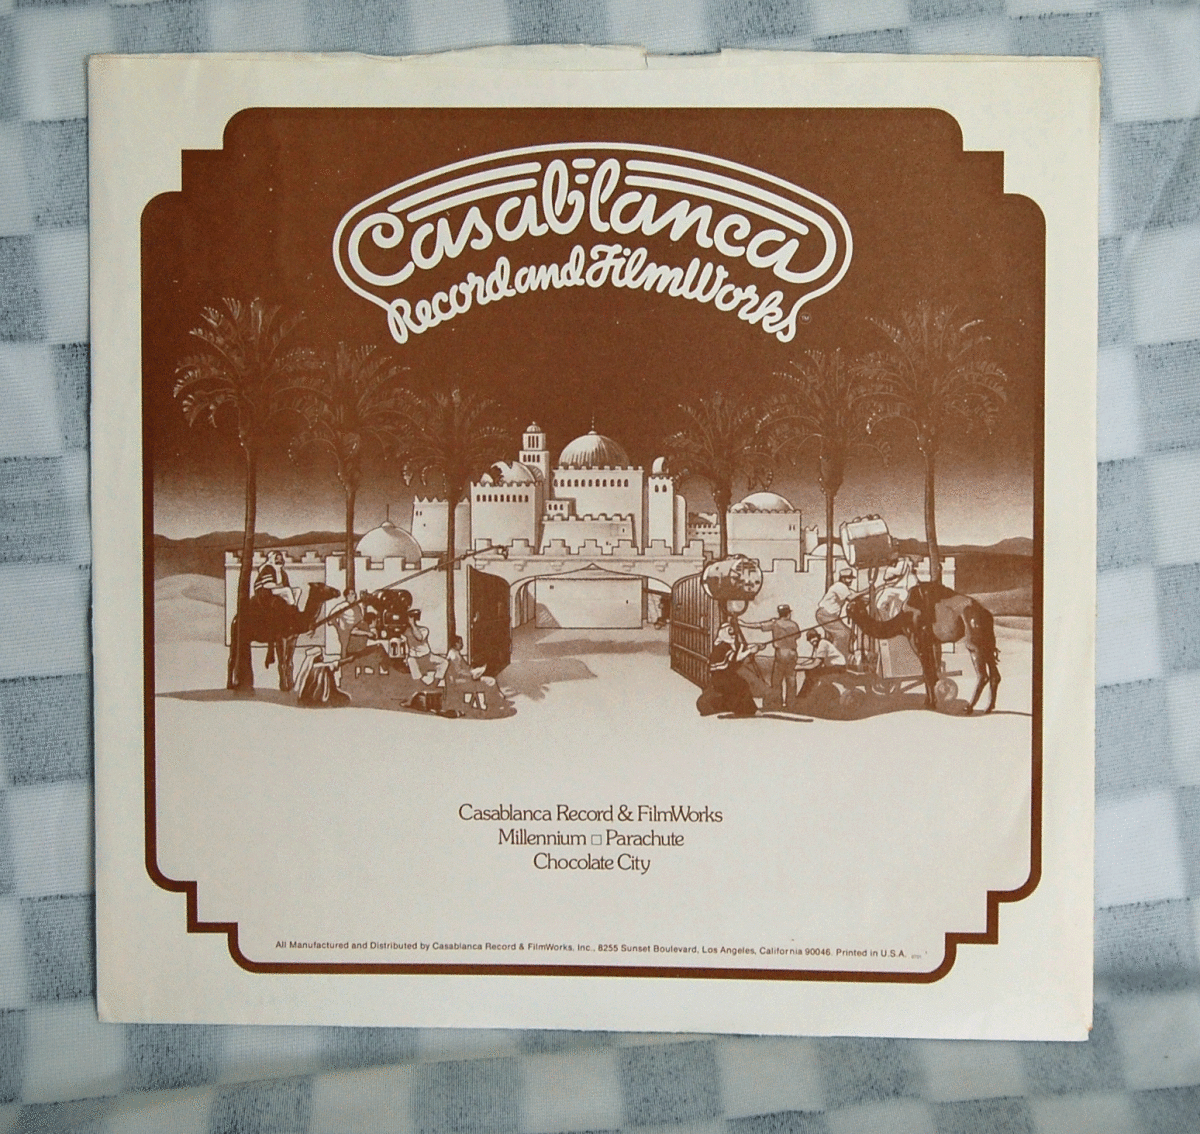 Casablanca
Record and FilmWorks
TM
Casablanca Record & FilmWorks
Millennium □ Parachute
Chocolate City
All Manufactured and Distributed by Casablanca Record & FilmWorks, Inc., 8255 Sunset Boulevard, Los Angeles, California 90046. Printed in U.S.A.